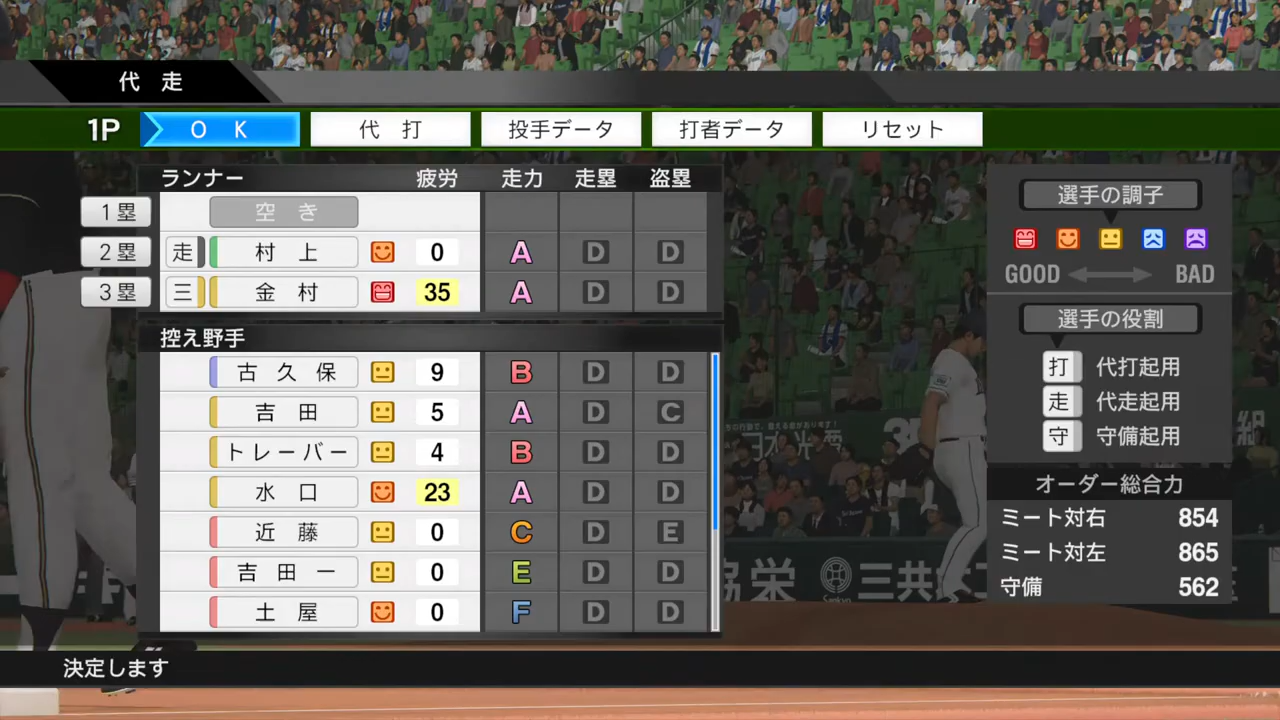 代 走
1P O K 代 打 投手データ 打者データ リセット
ランナー 疲労 走力 走塁 盗塁
1塁 空 き
2塁 走 村 上 0 A D D
3塁 三 金 村 35 A D D
控え野手
古 久 保 9 B D D
吉 田 5 A D C
トレーバー 4 B D D
水 口 23 A D D
近 藤 0 C D E
吉 田 一 0 E D D
土 屋 0 F D D
選手の調子
GOOD BAD
選手の役割
打 代打起用
走 代走起用
守 守備起用
オーダー総合力
ミート対右 854
ミート対左 865
守備 562
協栄 三共
Sankyo
決定します